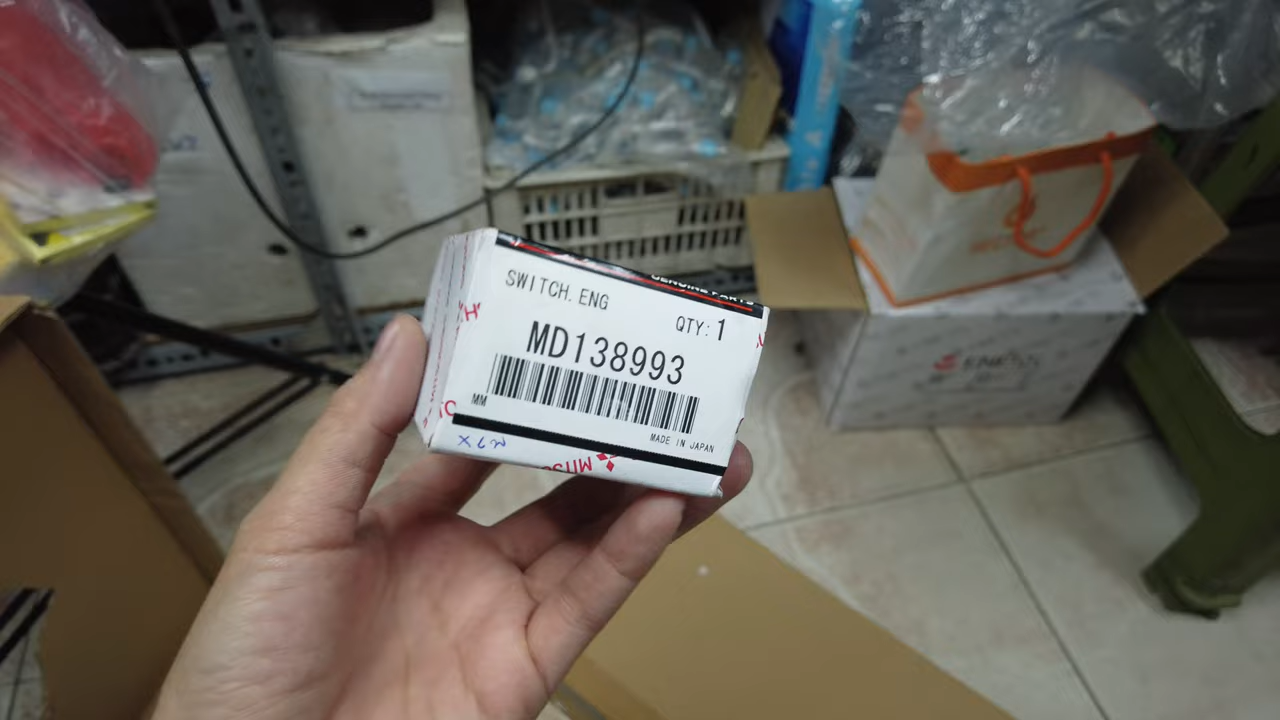 GENUINE PARTS
SWITCH.ENG
QTY:1
MD138993
MM
MADE IN JAPAN